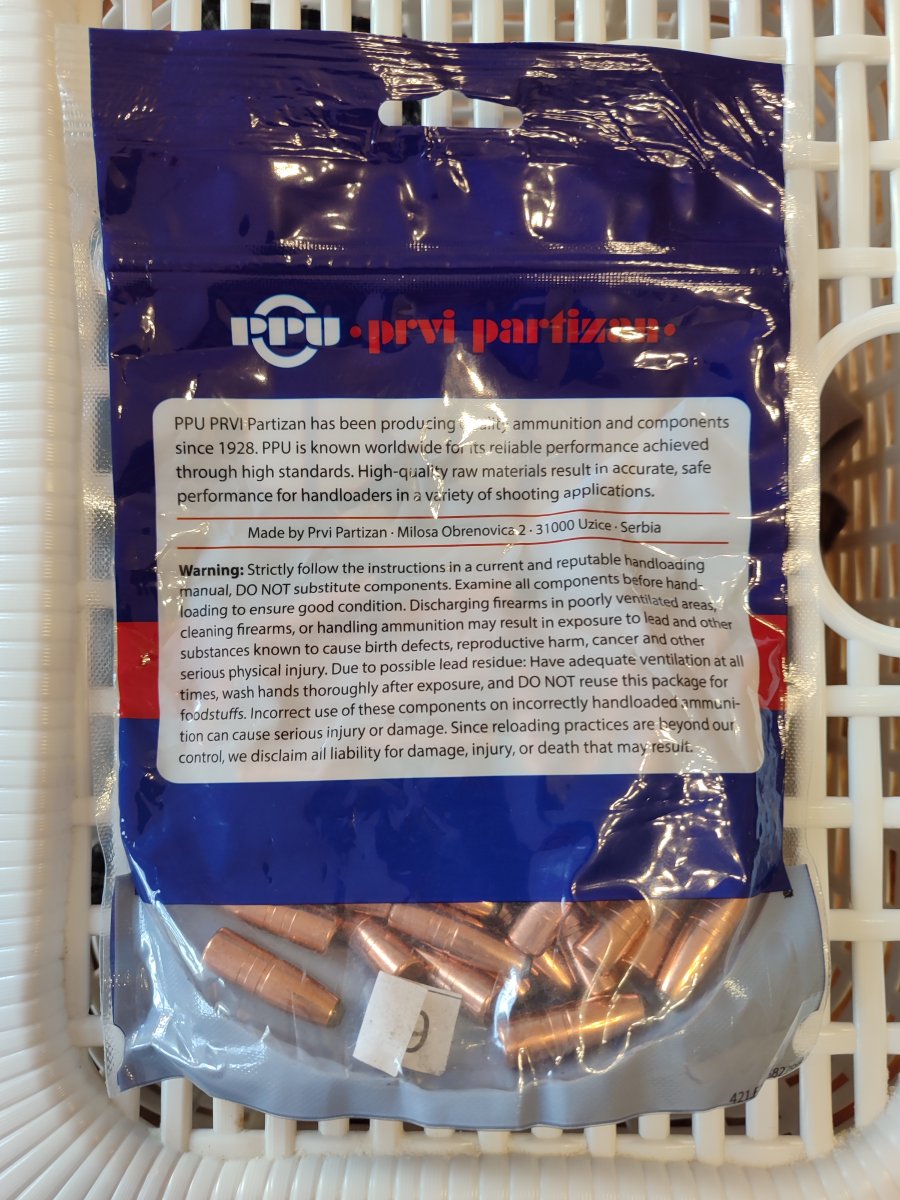 PPU • prvi partizan •
PPU PRVI Partizan has been producing quality ammunition and components
since 1928. PPU is known worldwide for its reliable performance achieved
through high standards. High-quality raw materials result in accurate, safe
performance for handloaders in a variety of shooting applications.
Made by Prvi Partizan · Milosa Obrenovica 2 · 31000 Uzice · Serbia
Warning: Strictly follow the instructions in a current and reputable handloading
manual, DO NOT substitute components. Examine all components before hand-
loading to ensure good condition. Discharging firearms in poorly ventilated areas,
cleaning firearms, or handling ammunition may result in exposure to lead and other
substances known to cause birth defects, reproductive harm, cancer and other
serious physical injury. Due to possible lead residue: Have adequate ventilation at all
times, wash hands thoroughly after exposure, and DO NOT reuse this package for
foodstuffs. Incorrect use of these components on incorrectly handloaded ammuni-
tion can cause serious injury or damage. Since reloading practices are beyond our
control, we disclaim all liability for damage, injury, or death that may result.
9